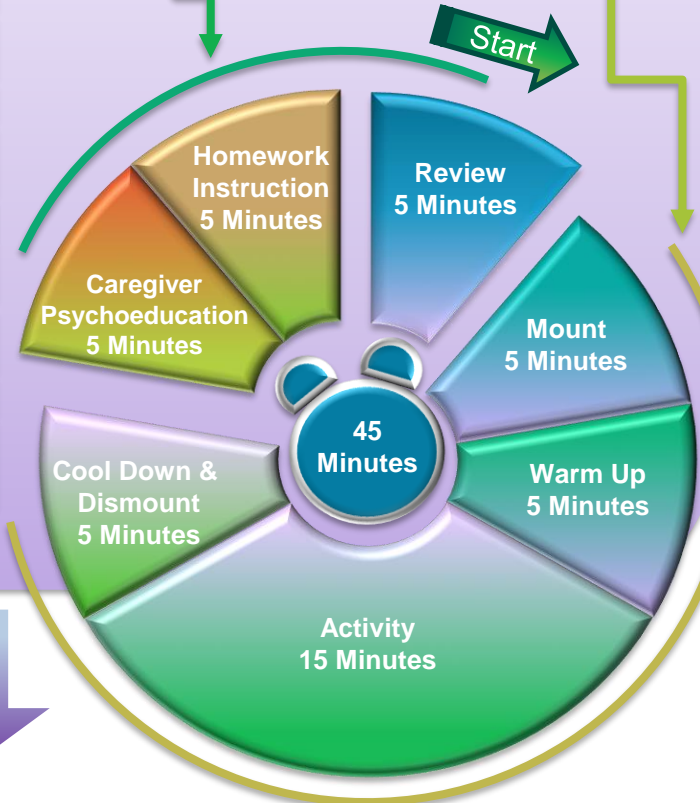 Start
Review
5 Minutes
Mount
5 Minutes
Warm Up
5 Minutes
Activity
15 Minutes
Cool Down &
Dismount
5 Minutes
Caregiver
Psychoeducation
5 Minutes
Homework
Instruction
5 Minutes
45
Minutes